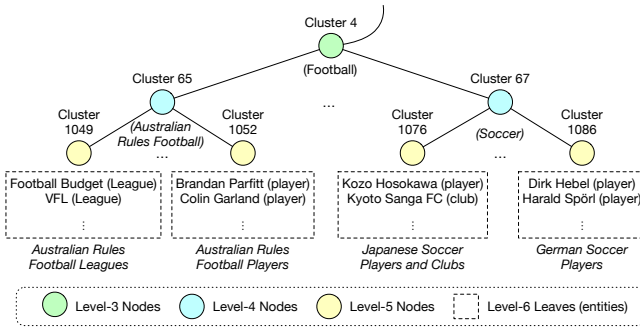 Cluster 4
(Football)
Cluster 65
(Australian
Rules Football)
...
Cluster 67
(Soccer)
Cluster
1049
...
Cluster
1052
Cluster
1076
...
Cluster
1086
Football Budget (League)
VFL (League)
⋮
Brandan Parfitt (player)
Colin Garland (player)
⋮
Kozo Hosokawa (player)
Kyoto Sanga FC (club)
⋮
Dirk Hebel (player)
Harald Spörl (player)
⋮
Australian Rules
Football Leagues
Australian Rules
Football Players
Japanese Soccer
Players and Clubs
German Soccer
Players
Level-3 Nodes
Level-4 Nodes
Level-5 Nodes
Level-6 Leaves (entities)